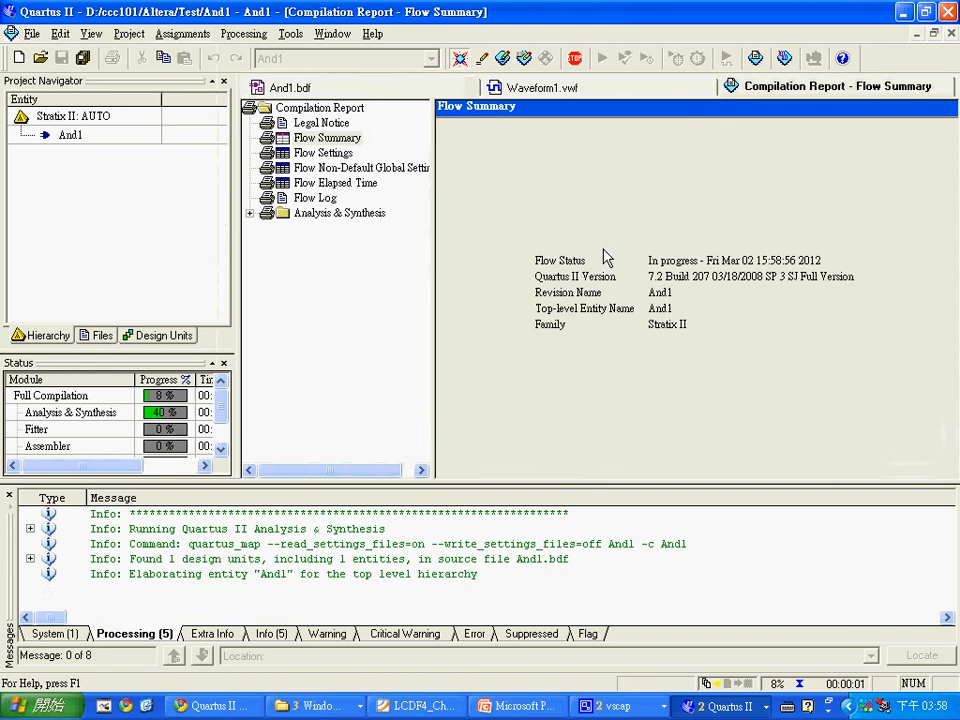 Quartus II - D:/ccc101/Altera/Test/And1 - And1 - [Compilation Report - Flow Summary]
File Edit View Project Assignments Processing Tools Window Help
And1
Project Navigator
Entity
Stratix II: AUTO
And1
Hierarchy Files Design Units
Status
Module Progress % Tir
Full Compilation 8 % 00:
Analysis & Synthesis 40 % 00:
Fitter 0 % 00:
Assembler 0 % 00:
And1.bdf Waveform1.vwf Compilation Report - Flow Summary
Compilation Report
Legal Notice
Flow Summary
Flow Settings
Flow Non-Default Global Settir
Flow Elapsed Time
Flow Log
Analysis & Synthesis
Flow Summary
Flow Status In progress - Fri Mar 02 15:58:56 2012
Quartus II Version 7.2 Build 207 03/18/2008 SP 3 SJ Full Version
Revision Name And1
Top-level Entity Name And1
Family Stratix II
Type Message
Info: *******************************************************************
Info: Running Quartus II Analysis & Synthesis
Info: Command: quartus_map --read_settings_files=on --write_settings_files=off And1 -c And1
Info: Found 1 design units, including 1 entities, in source file And1.bdf
Info: Elaborating entity "And1" for the top level hierarchy
System (1) Processing (5) Extra Info Info (5) Warning Critical Warning Error Suppressed Flag
Messages
Message: 0 of 8 Location: Locate
For Help, press F1 8% 00:00:01 NUM
開始 Quartus II ... 3 Windo... LCDF4_Ch... Microsoft P... 2 vscap 2 Quartus II 下午 03:58